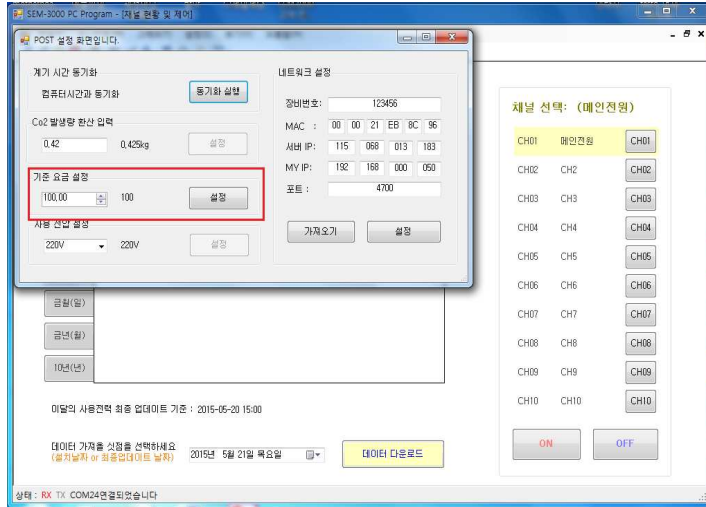 SEM-3000 PC Program - [채널 현황 및 제어]
POST 설정 화면입니다.
계기 시간 동기화
컴퓨터시간과 동기화
동기화 실행
Co2 발생량 환산 입력
0.42
0.425kg
설정
기준 요금 설정
100.00
100
설정
사용 전압 설정
220V
220V
설정
네트워크 설정
장비번호:
123456
MAC :
00 00 21 EB 8C 96
서버 IP:
115 068 013 183
MY IP:
192 168 000 050
포트 :
4700
가져오기
설정
금월(일)
금년(월)
10년(년)
이달의 사용전력 최종 업데이트 기준 : 2015-05-20 15:00
데이터 가져올 싯점을 선택하세요
(설치날짜 or 최종업데이트 날짜)
2015년 5월 21일 목요일
데이터 다운로드
채널 선택: (메인전원)
CH01 메인전원 CH01
CH02 CH2 CH02
CH03 CH3 CH03
CH04 CH4 CH04
CH05 CH5 CH05
CH06 CH6 CH06
CH07 CH7 CH07
CH08 CH8 CH08
CH09 CH9 CH09
CH10 CH10 CH10
ON
OFF
상태 : RX TX COM24연결되었습니다